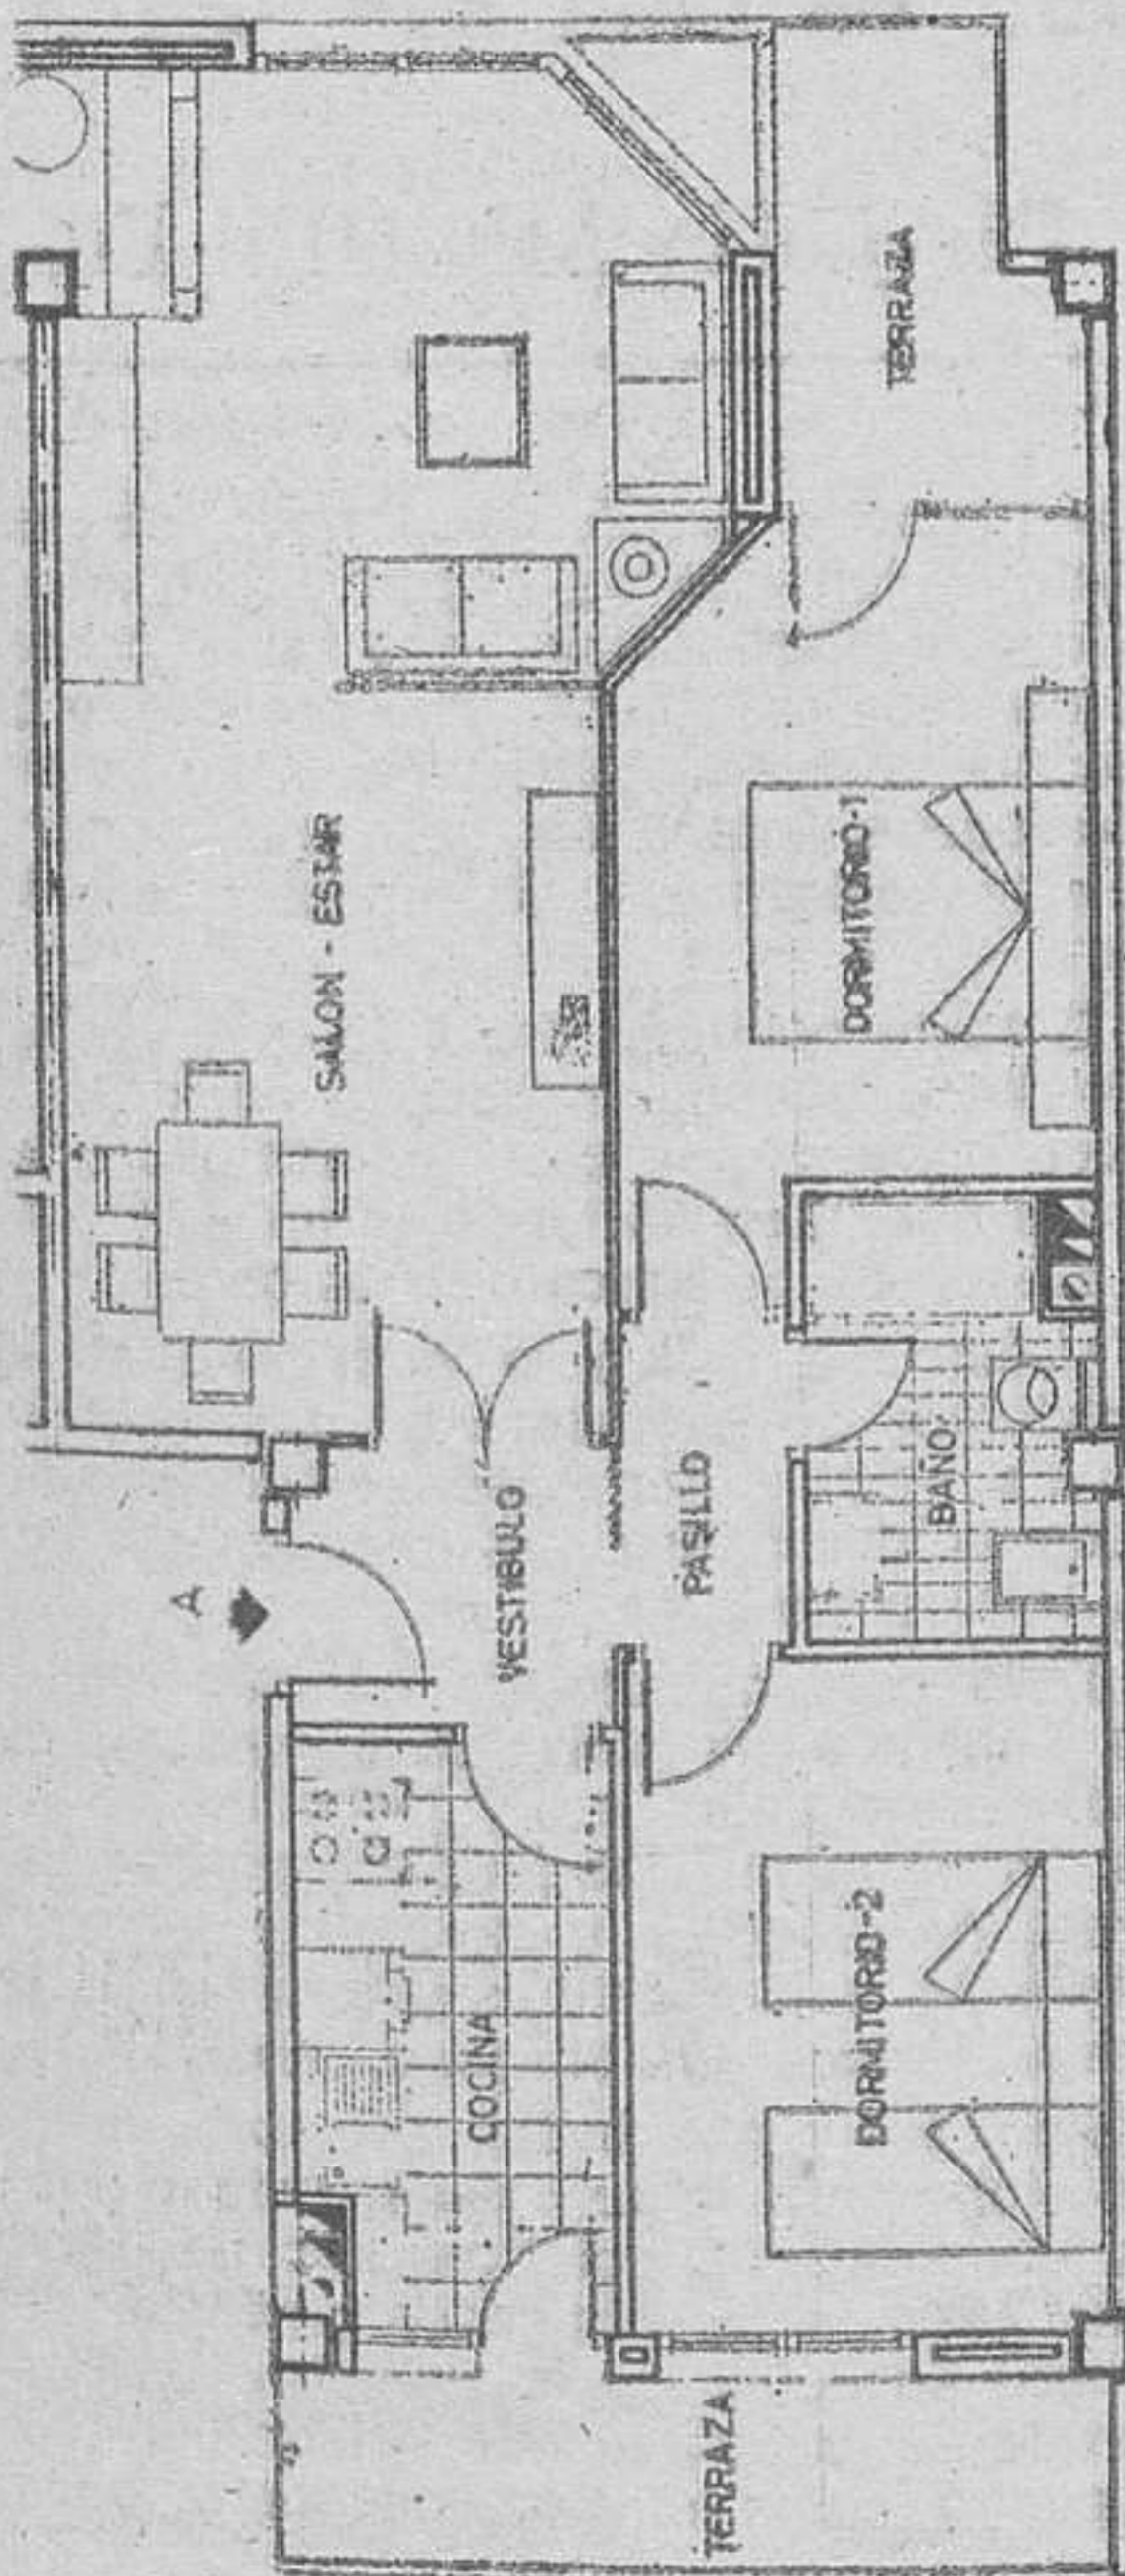 SALON - ESTAR
TERRAZA
DORMITORIO-1
A
VESTIBULO
PASILLO
BAÑO
COCINA
DORMITORIO-2
TERRAZA